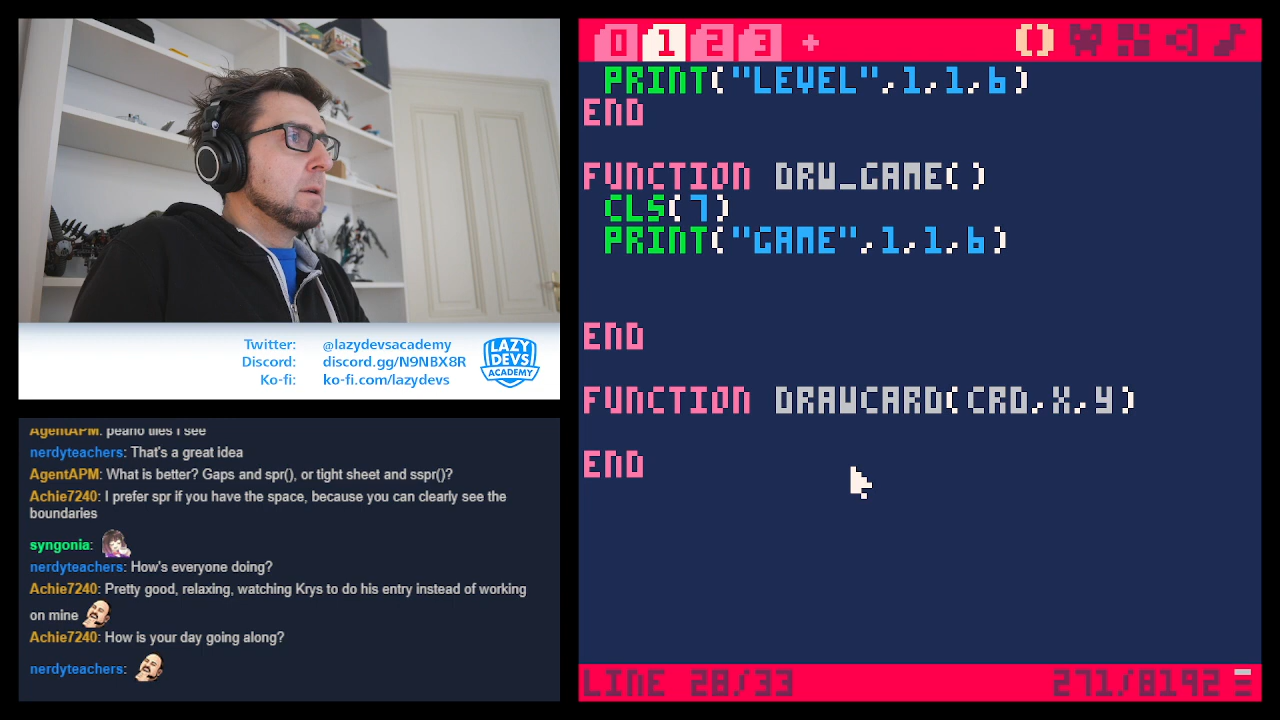 Twitter: @lazydevsacademy
Discord: discord.gg/N9NBX8R
Ko-fi: ko-fi.com/lazydevs
LAZY
DEVS
ACADEMY
AgentAPM: peano tiles I see
nerdyteachers: That's a great idea
AgentAPM: What is better? Gaps and spr(), or tight sheet and sspr()?
Achie7240: I prefer spr if you have the space, because you can clearly see the
boundaries
syngonia:
nerdyteachers: How's everyone doing?
Achie7240: Pretty good, relaxing, watching Krys to do his entry instead of working
on mine
Achie7240: How is your day going along?
nerdyteachers:
0 1 2 3 + ()
PRINT("LEVEL",1,1,6)
END
FUNCTION DRW_GAME()
CLS(7)
PRINT("GAME",1,1,6)
END
FUNCTION DRAWCARD(CRD,X,Y)
END
LINE 28/33 271/8192